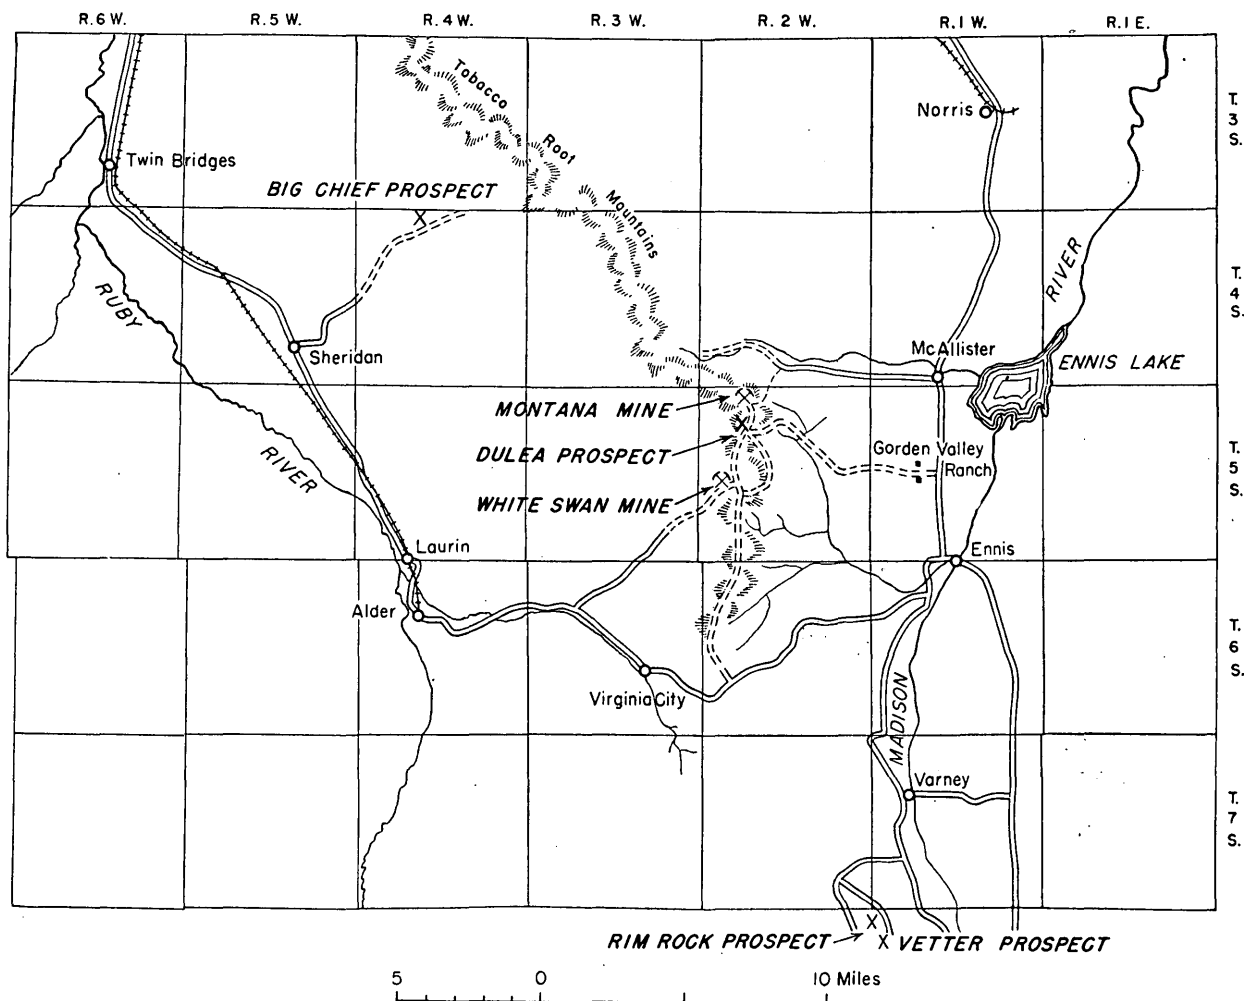 R.6 W. R.5 W. R.4 W. R.3 W. R.2 W. R.1 W. R.1 E.
Tobacco
Root
Mountains
Norris
T.
3
S.
Twin Bridges
BIG CHIEF PROSPECT
RIVER
T.
4
S.
RUBY
Sheridan
McAllister
ENNIS LAKE
MONTANA MINE
DULEA PROSPECT
Gorden Valley
Ranch
RIVER
T.
5
S.
WHITE SWAN MINE
Laurin
Ennis
Alder
T.
6
S.
Virginia City
MADISON
Varney
T.
7
S.
RIM ROCK PROSPECT
VETTER PROSPECT
5 0 10 Miles